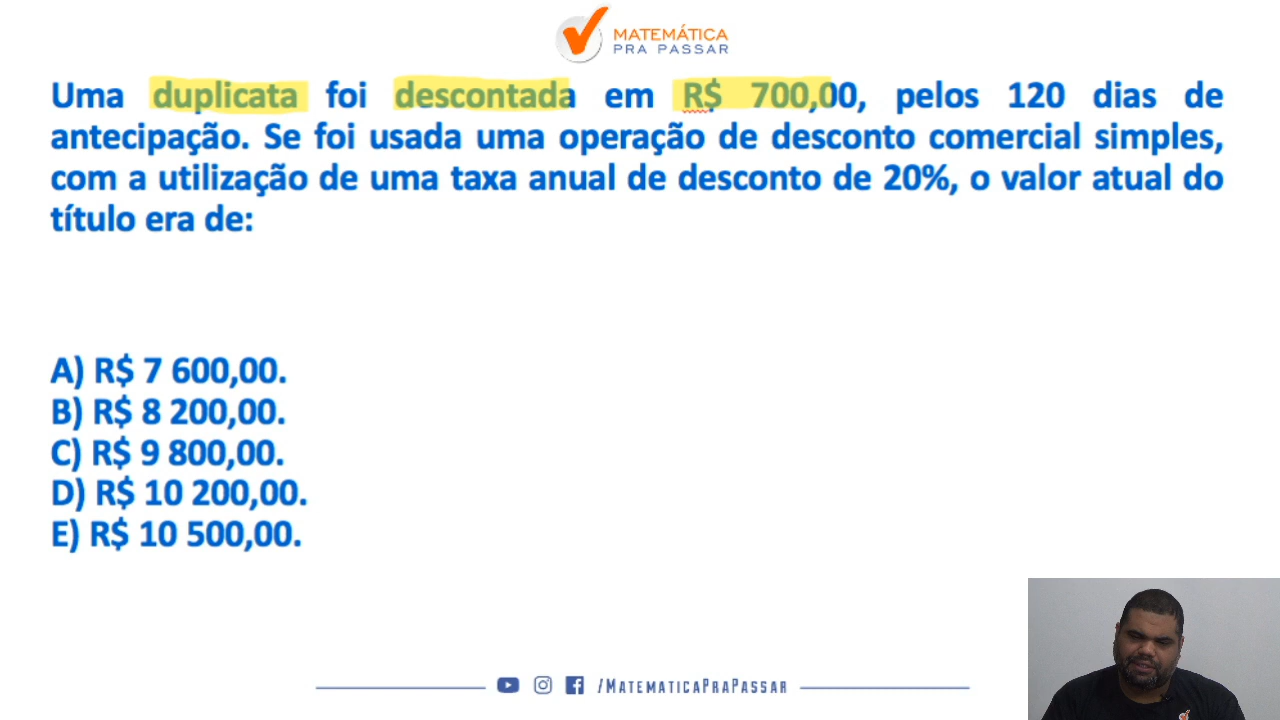 MATEMÁTICA
PRA PASSAR
Uma duplicata foi descontada em R$ 700,00, pelos 120 dias de
antecipação. Se foi usada uma operação de desconto comercial simples,
com a utilização de uma taxa anual de desconto de 20%, o valor atual do
título era de:
A) R$ 7 600,00.
B) R$ 8 200,00.
C) R$ 9 800,00.
D) R$ 10 200,00.
E) R$ 10 500,00.
/MATEMATICAPRAPASSAR